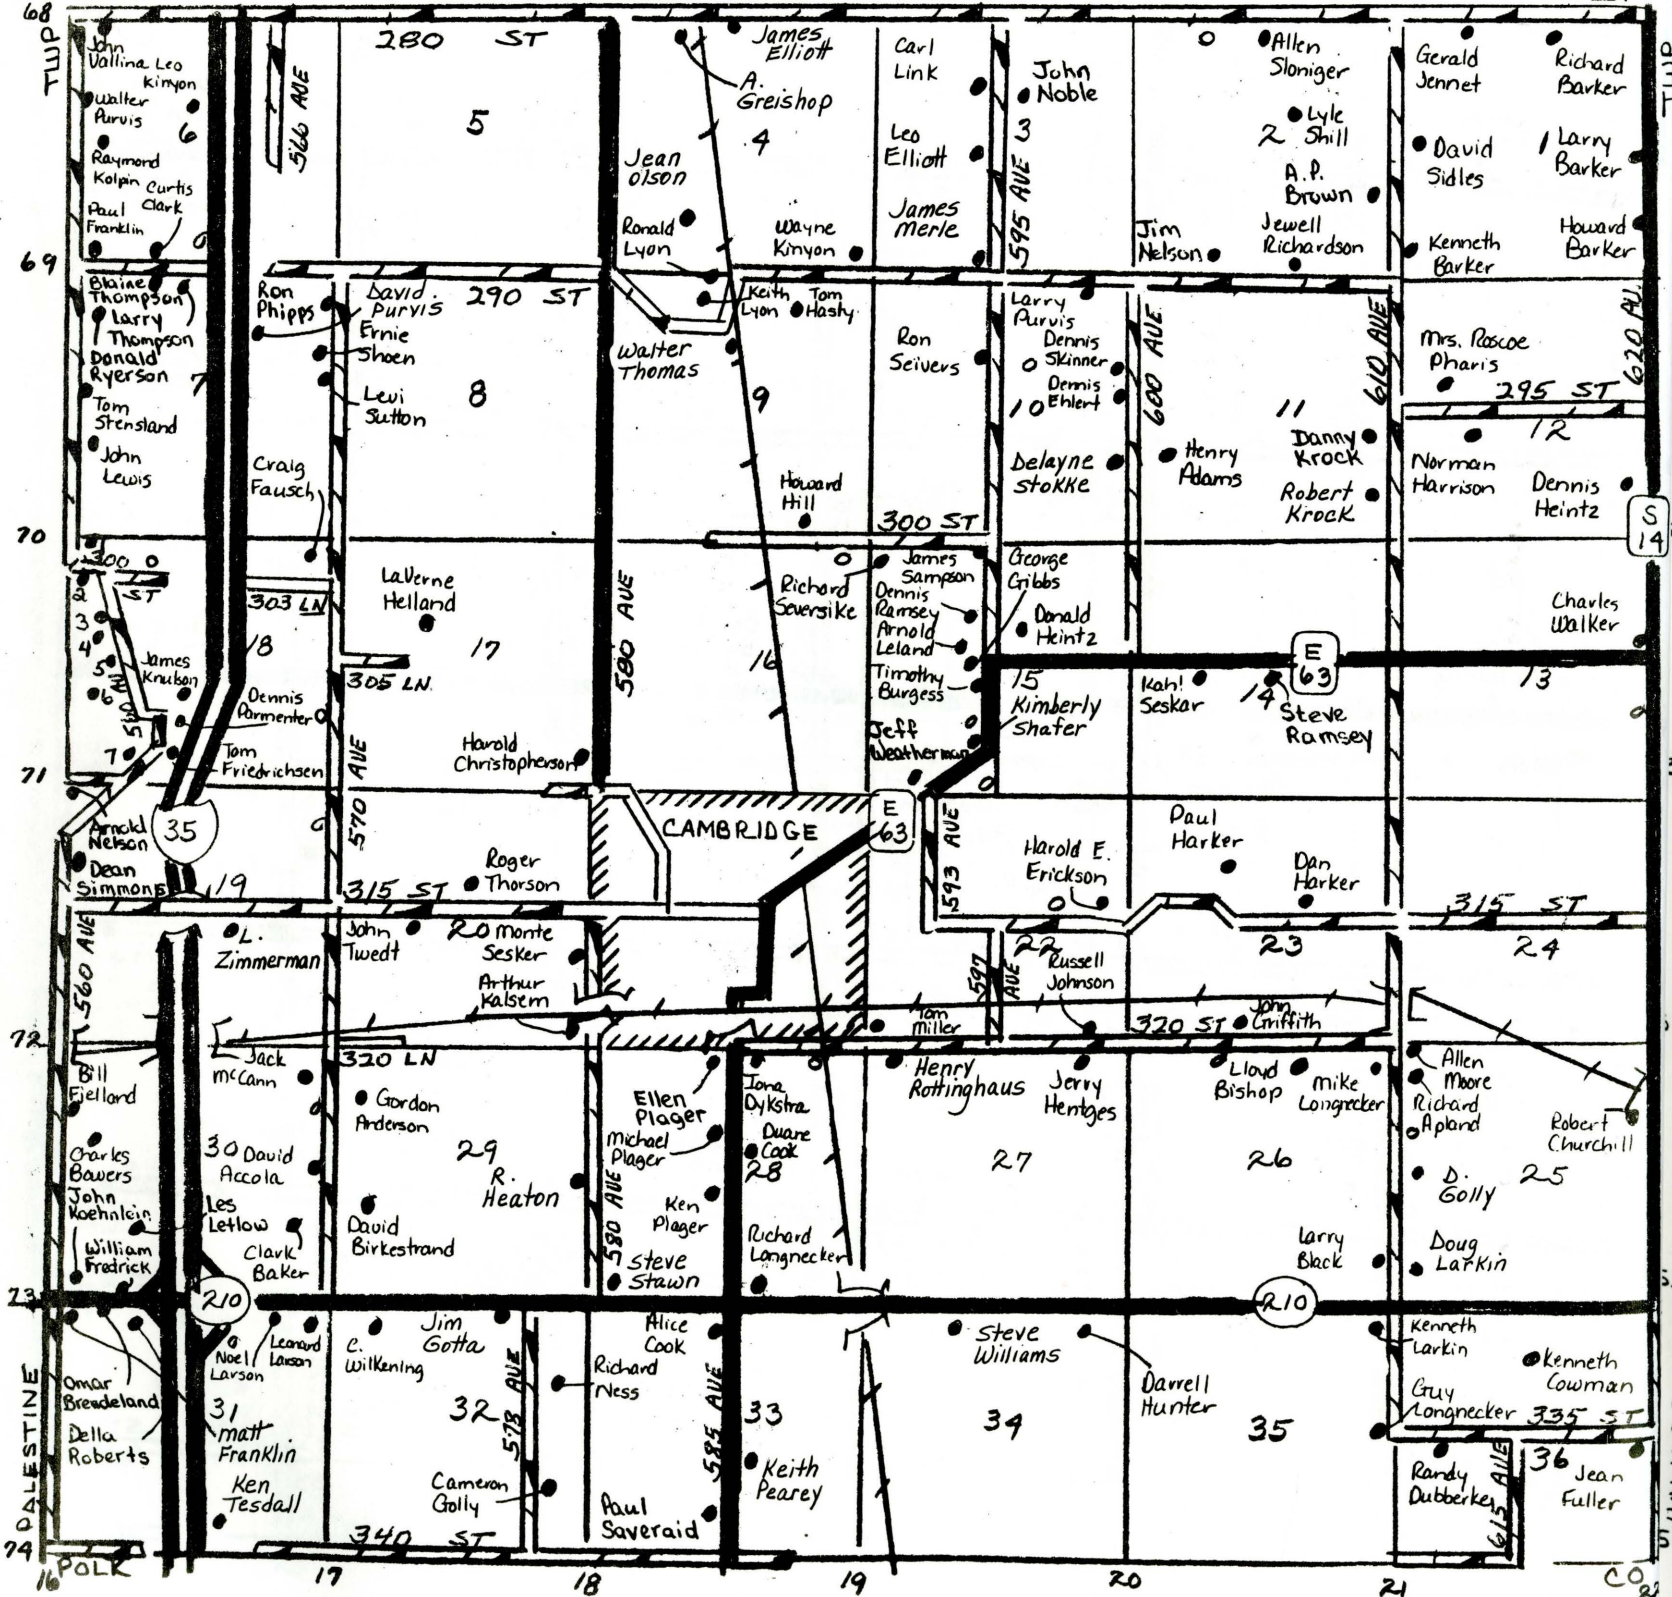 68
TWP
280 ST
566 AVE
John
Vallina
Leo
Kinyon
Walter
Purvis
6
Raymond
Kolpin
Curtis
Clark
Paul
Franklin
5
James
Elliott
A.
Greishop
4
Jean
Olson
Ronald
Lyon
Wayne
Kinyon
Carl
Link
Leo
Elliott
James
Merle
John
Noble
3
595 AVE
Allen
Sloniger
Lyle
Shill
2
A.P.
Brown
Jim
Nelson
Jewell
Richardson
Gerald
Jennet
Richard
Barker
David
Sidles
1
Larry
Barker
Kenneth
Barker
Howard
Barker
TWP
69
290 ST
Blaine
Thompson
Larry
Thompson
Donald
Ryerson
7
Tom
Stensland
John
Lewis
Ron
Phipps
David
Purvis
Ernie
Shoen
Levi
Sutton
8
Craig
Fausch
Walter
Thomas
Keith
Lyon
Tom
Hasty
9
Ron
Seivers
Howard
Hill
300 ST
Larry
Purvis
Dennis
Skinner
Dennis
Ehlert
10
Delayne
Stokke
600 AVE
Henry
Adams
11
Danny
Krock
Robert
Krock
610 AVE
Mrs. Roscoe
Pharis
295 ST
620 AV.
12
Norman
Harrison
Dennis
Heintz
S
14
70
300
ST
2
3
4
5
6
7
560 AV
303 LN
18
James
Knutson
Dennis
Parmenter
Tom
Friedrichsen
LaVerne
Helland
17
305 LN.
570 AVE
Harold
Christopherson
580 AVE
Richard
Seversike
16
James
Sampson
Dennis
Ramsey
Arnold
Leland
Timothy
Burgess
Jeff
Weatherman
George
Gibbs
Donald
Heintz
15
Kimberly
Shafer
Kahl
Seskar
14
Steve
Ramsey
E
63
Charles
Walker
13
71
Arnold
Nelson
Dean
Simmons
35
19
315 ST
Roger
Thorson
CAMBRIDGE
E
63
593 AVE
Harold E.
Erickson
Paul
Harker
Dan
Harker
315 ST
560 AVE
L.
Zimmerman
John
Twedt
20
Monte
Sesker
Arthur
Kalsem
22
597
AVE
Russell
Johnson
23
24
72
320 LN
Tom
Miller
320 ST
John
Griffith
Bill
Fjelland
Jack
McCann
Charles
Bowers
John
Koehnlein
William
Fredrick
30
David
Accola
Les
Letlow
Clark
Baker
Gordon
Anderson
29
R.
Heaton
David
Birkestrand
580 AVE
Ellen
Plager
Michael
Plager
Ken
Plager
Steve
Stawn
Iona
Dykstra
Duane
Cook
28
Richard
Longnecker
Henry
Rottinghaus
Jerry
Hentges
27
Lloyd
Bishop
Mike
Longnecker
26
Larry
Black
Allen
Moore
Richard
Apland
D.
Golly
25
Doug
Larkin
Robert
Churchill
73
210
210
PALESTINE
Omar
Brendeland
Della
Roberts
Noel
Larson
Leonard
Larson
31
Matt
Franklin
Ken
Tesdall
C.
Wilkening
Jim
Gotta
32
578 AVE
Cameron
Golly
Richard
Ness
Alice
Cook
585 AVE
Paul
Saveraid
33
Keith
Pearey
Steve
Williams
34
Darrell
Hunter
35
Kenneth
Larkin
Kenneth
Cowman
Guy
Longnecker
335 ST
Randy
Dubberke
615 AVE
36
Jean
Fuller
340 ST
74
POLK
CO
16
17
18
19
20
21